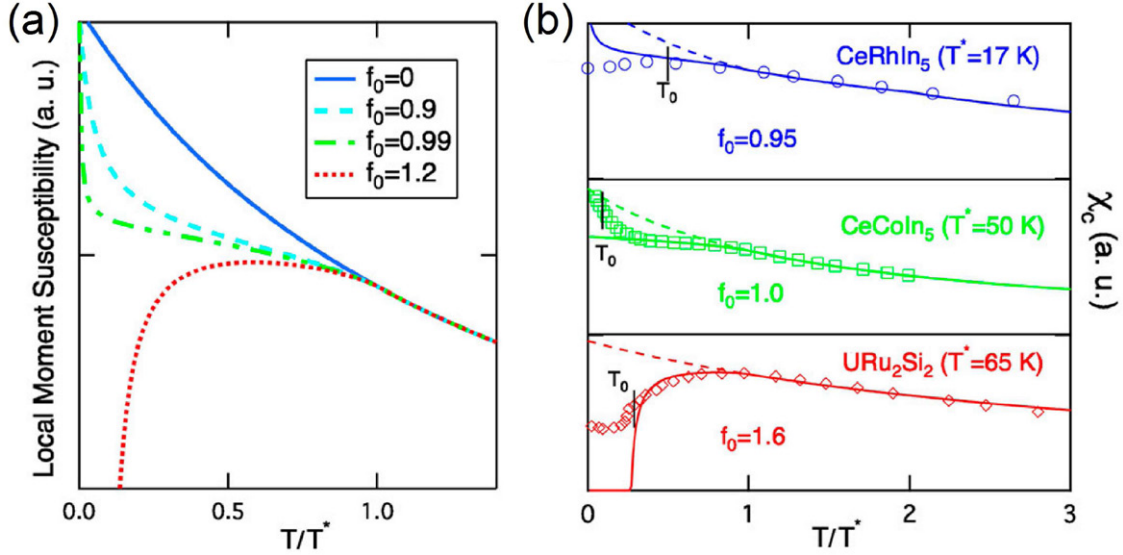 (a)
Local Moment Susceptibility (a. u.)
f₀=0
f₀=0.9
f₀=0.99
f₀=1.2
0.0
0.5
1.0
T/T*
(b)
CeRhIn₅ (T*=17 K)
T₀
f₀=0.95
CeCoIn₅ (T*=50 K)
T₀
f₀=1.0
URu₂Si₂ (T*=65 K)
T₀
f₀=1.6
χc (a. u.)
0
1
2
3
T/T*